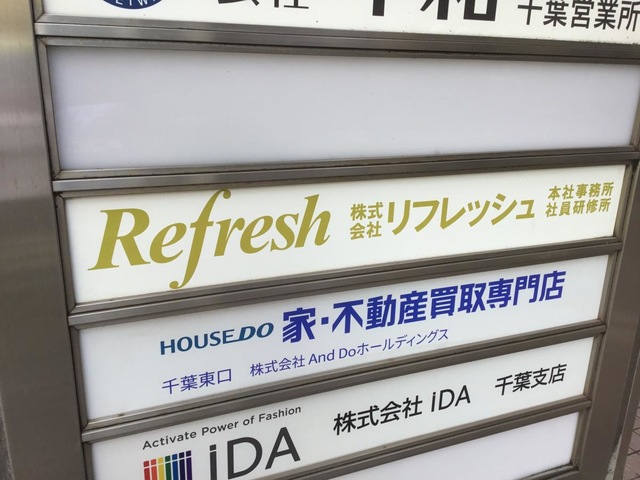 千葉営業所
Refresh 株式会社 リフレッシュ 本社事務所 社員研修所
HOUSEDO 家・不動産買取専門店
千葉東口 株式会社 And Doホールディングス
Activate Power of Fashion
iDA 株式会社 iDA 千葉支店